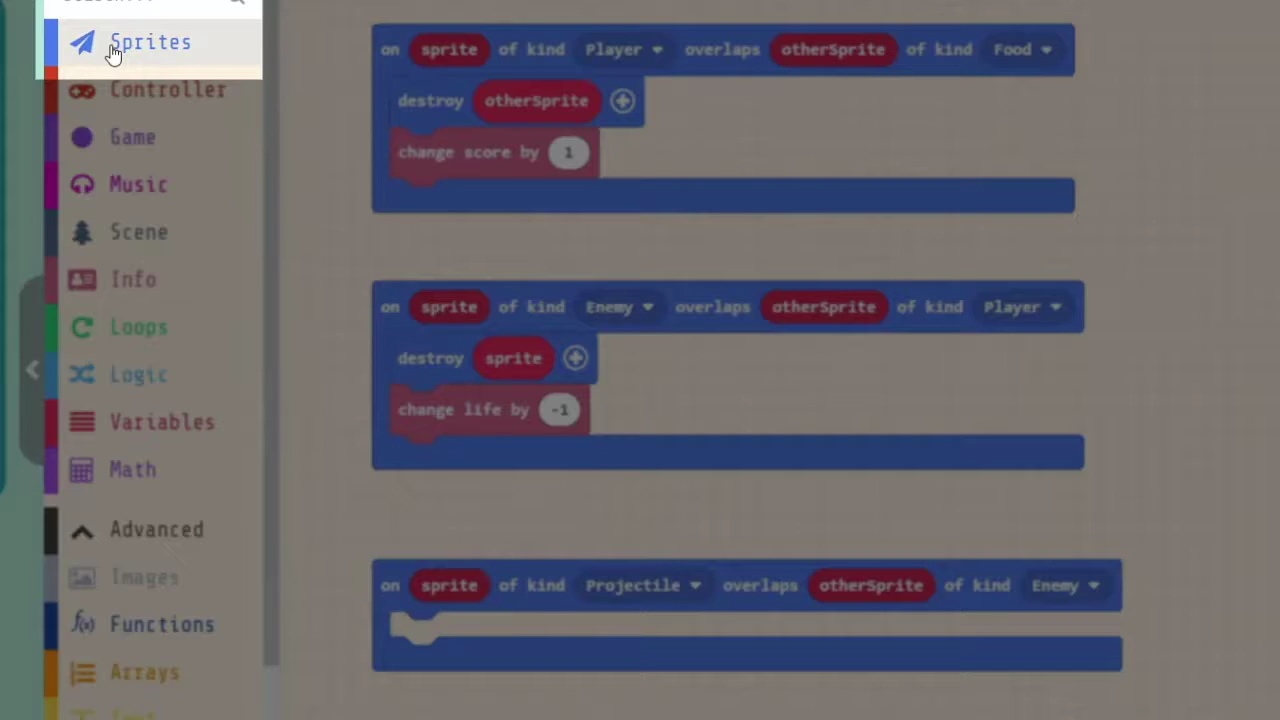 Sprites
Controller
Game
Music
Scene
Info
Loops
Logic
Variables
Math
Advanced
Images
Functions
Arrays
on sprite of kind Player overlaps otherSprite of kind Food
destroy otherSprite
change score by 1
on sprite of kind Enemy overlaps otherSprite of kind Player
destroy sprite
change life by -1
on sprite of kind Projectile overlaps otherSprite of kind Enemy